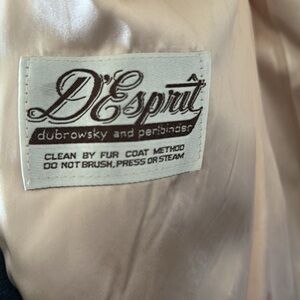 D'Esprit
dubrowsky and perlbinder
CLEAN BY FUR COAT METHOD
DO NOT BRUSH, PRESS OR STEAM